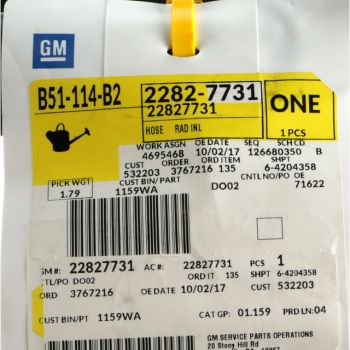 GM
B51-114-B2
2282-7731
22827731
HOSE RAD INL
ONE
1 PCS
WORK ASGN OE DATE SEQ SCH CD
4695468 10/02/17 126680350 B
CUST ORDER ORD ITEM SHPT
532203 3767216 135 6-4204358
CUST BIN/PART CNTL NO/PO OE
PICK WGT 1159WA DO02 71622
1.79
GM #: 22827731 AC #: 22827731 PCS 1
CTL/PO DO02 ORD IT 135 SHPT 6-4204358
ORD 3767216 OE DATE 10/02/17 CUST 532203
CUST BIN/PT 1159WA CAT GP: 01.159 PRD LN: 04
GM SERVICE PARTS OPERATIONS
20 Stony Hill Rd